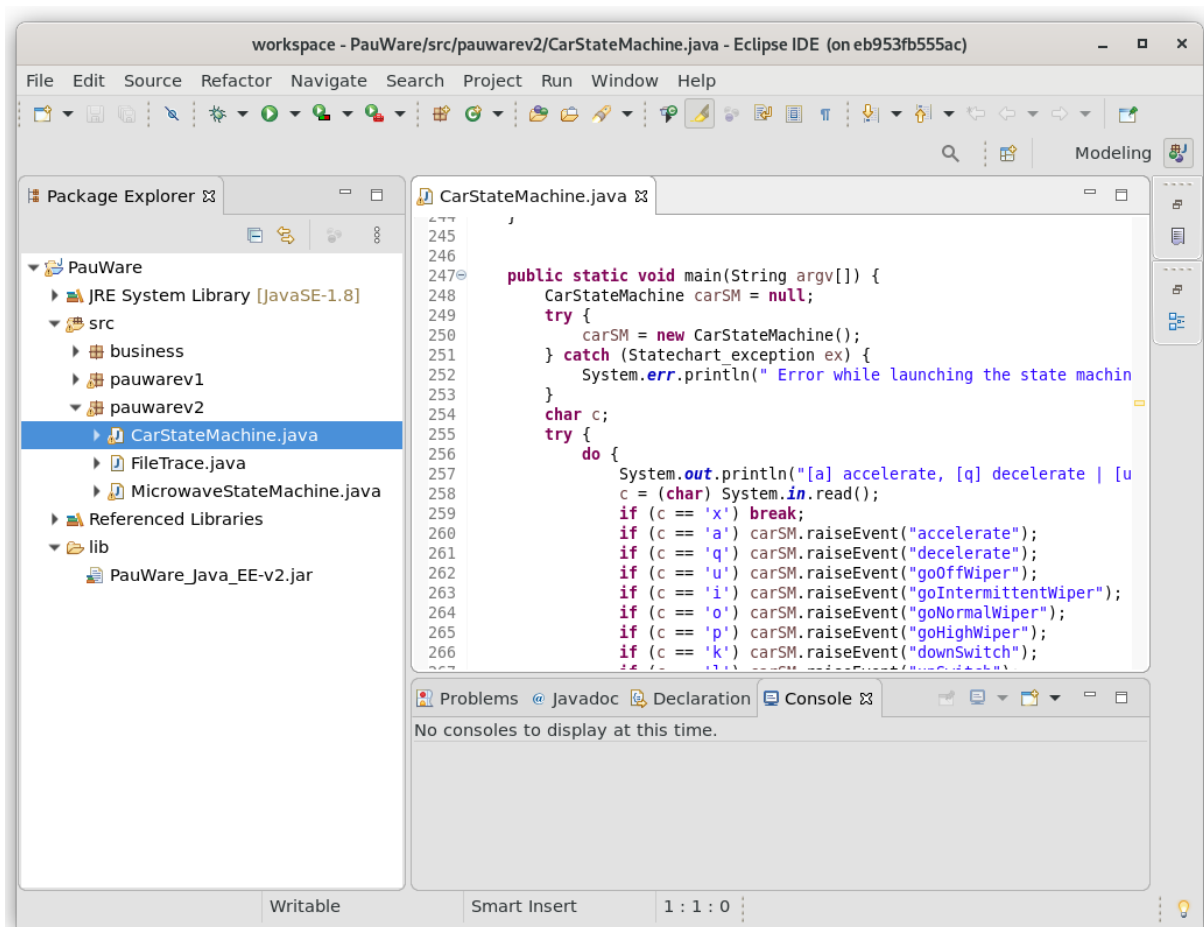 workspace - PauWare/src/pauwarev2/CarStateMachine.java - Eclipse IDE (on eb953fb555ac)
File Edit Source Refactor Navigate Search Project Run Window Help
Modeling
Package Explorer
PauWare
JRE System Library [JavaSE-1.8]
src
business
pauwarev1
pauwarev2
CarStateMachine.java
FileTrace.java
MicrowaveStateMachine.java
Referenced Libraries
lib
PauWare_Java_EE-v2.jar
CarStateMachine.java
244 }
245
246
247 public static void main(String argv[]) {
248 CarStateMachine carSM = null;
249 try {
250 carSM = new CarStateMachine();
251 } catch (Statechart_exception ex) {
252 System.err.println(" Error while launching the state machin
253 }
254 char c;
255 try {
256 do {
257 System.out.println("[a] accelerate, [q] decelerate | [u
258 c = (char) System.in.read();
259 if (c == 'x') break;
260 if (c == 'a') carSM.raiseEvent("accelerate");
261 if (c == 'q') carSM.raiseEvent("decelerate");
262 if (c == 'u') carSM.raiseEvent("goOffWiper");
263 if (c == 'i') carSM.raiseEvent("goIntermittentWiper");
264 if (c == 'o') carSM.raiseEvent("goNormalWiper");
265 if (c == 'p') carSM.raiseEvent("goHighWiper");
266 if (c == 'k') carSM.raiseEvent("downSwitch");
267 if (c == 'l') carSM.raiseEvent("upSwitch");
Problems Javadoc Declaration Console
No consoles to display at this time.
Writable Smart Insert 1 : 1 : 0